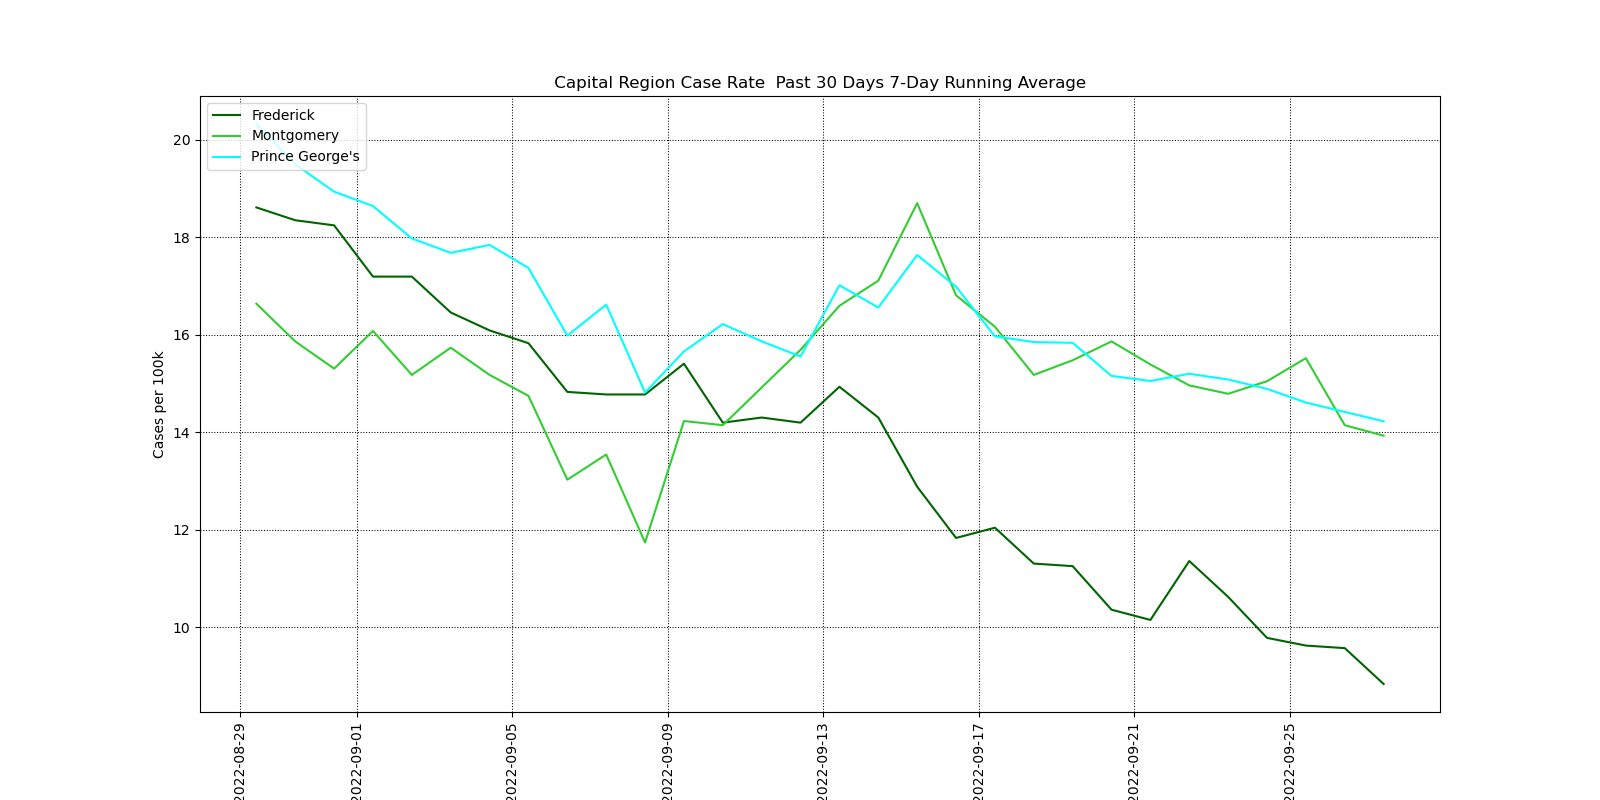 Capital Region Case Rate  Past 30 Days 7-Day Running Average
Frederick
Montgomery
Prince George's
20
18
16
14
12
10
Cases per 100k
2022-08-29
2022-09-01
2022-09-05
2022-09-09
2022-09-13
2022-09-17
2022-09-21
2022-09-25